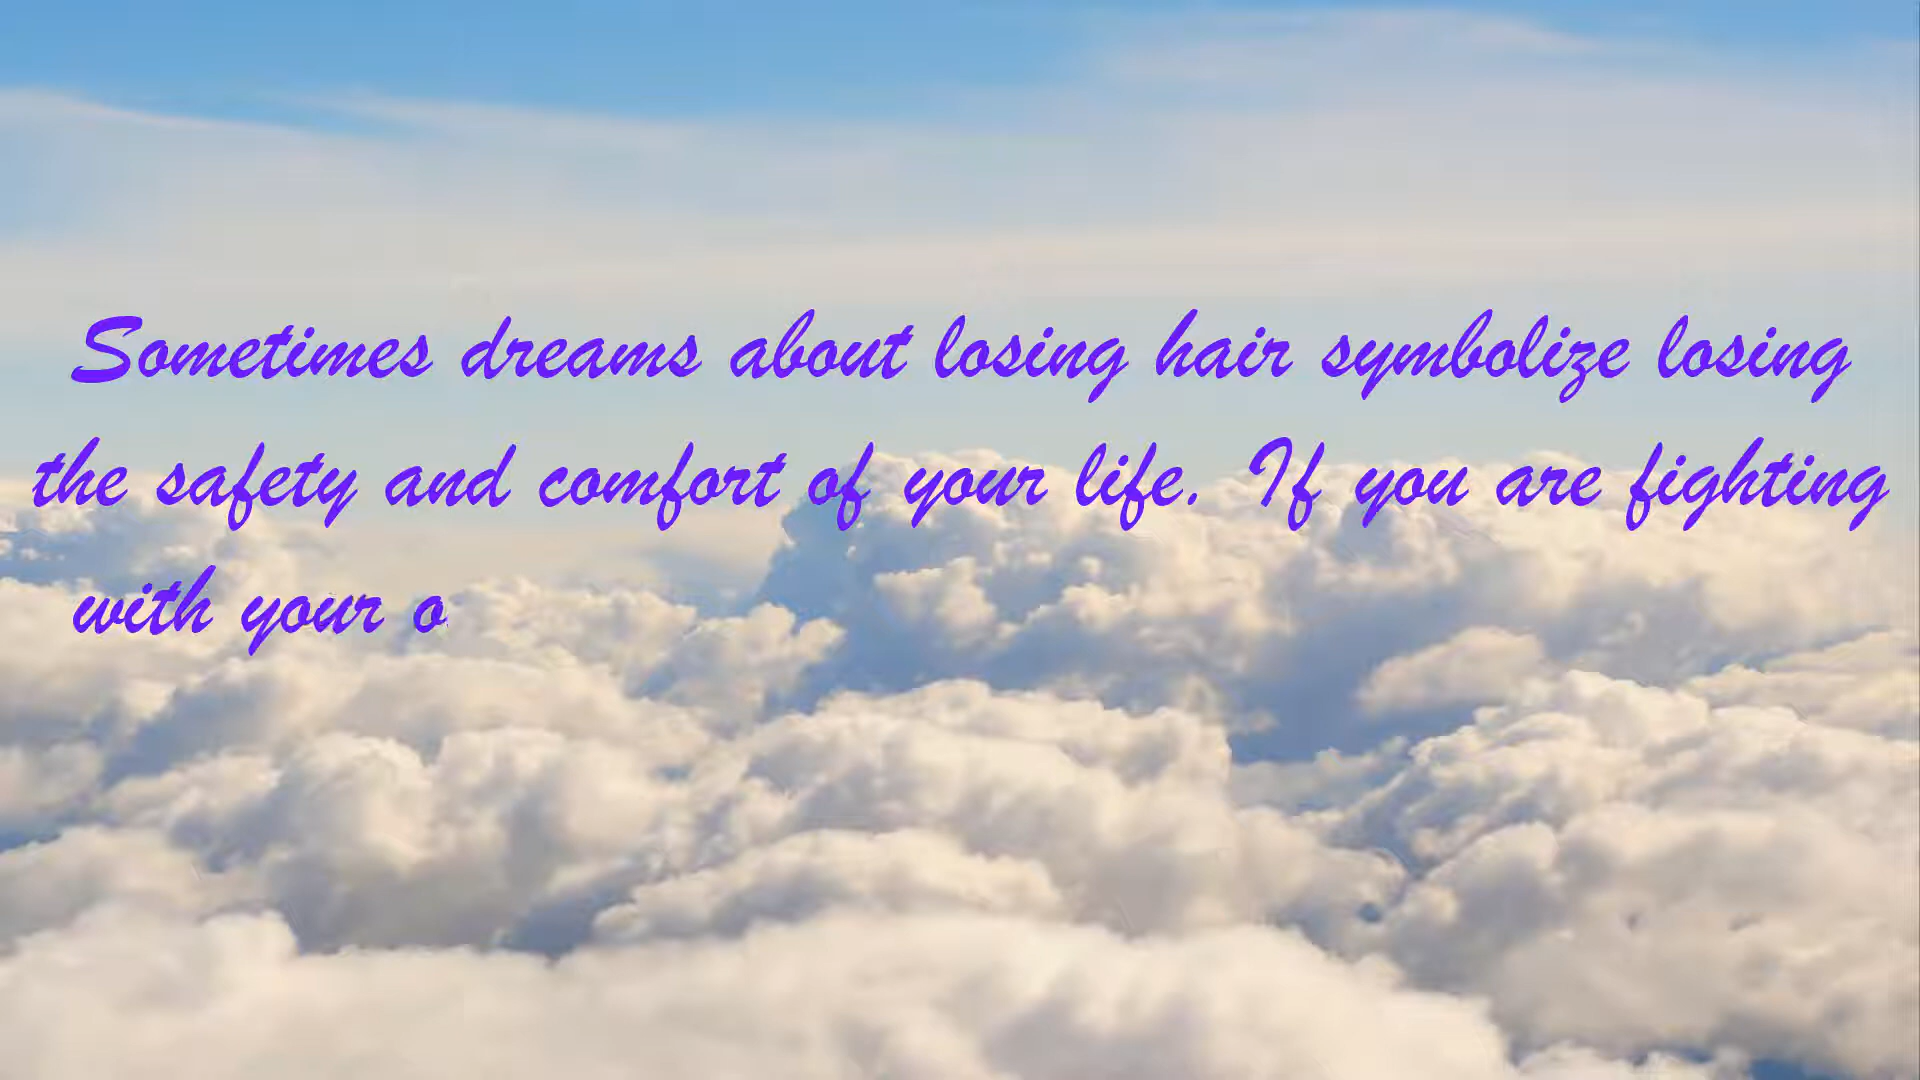 Sometimes dreams about losing hair symbolize losing
the safety and comfort of your life. If you are fighting
with your o